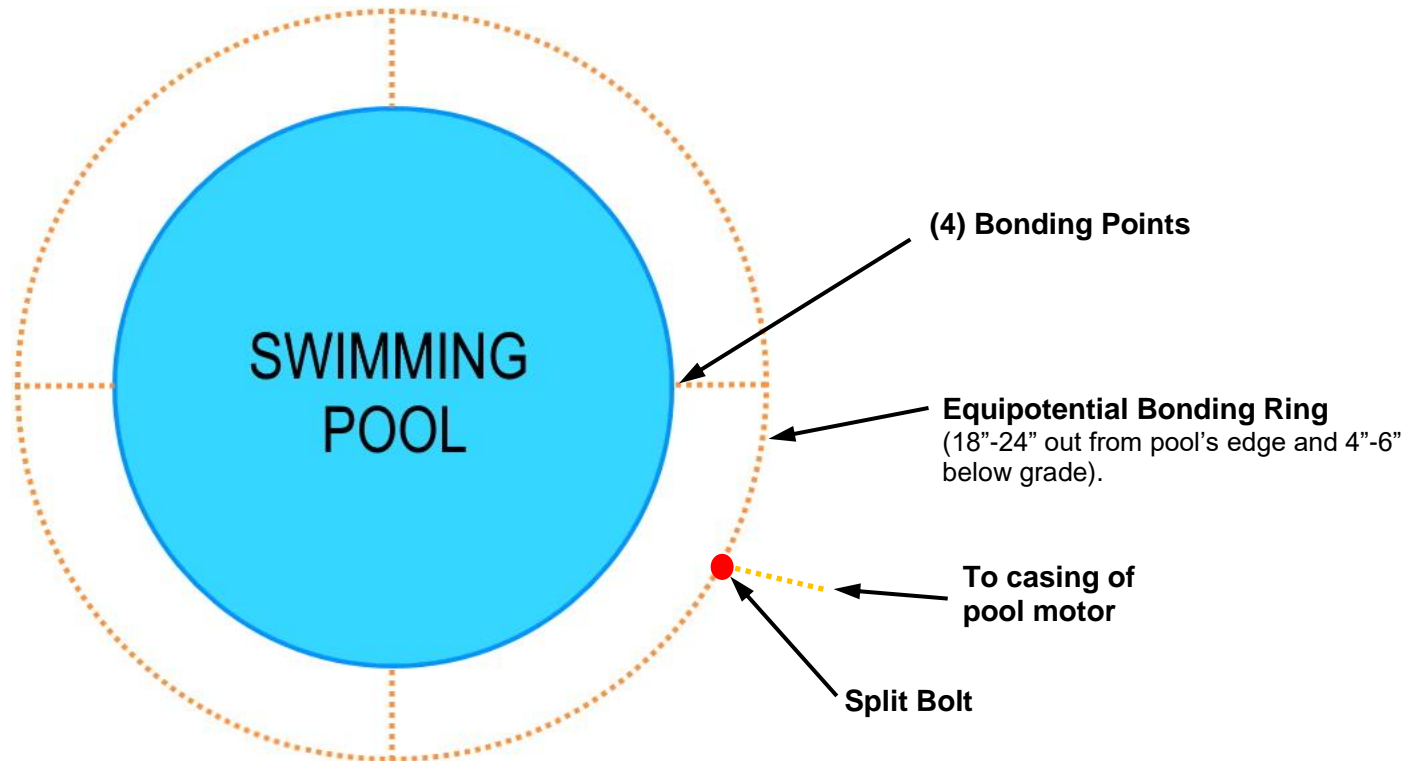 SWIMMING
POOL
(4) Bonding Points
Equipotential Bonding Ring
(18”-24” out from pool’s edge and 4”-6”
below grade).
To casing of
pool motor
Split Bolt